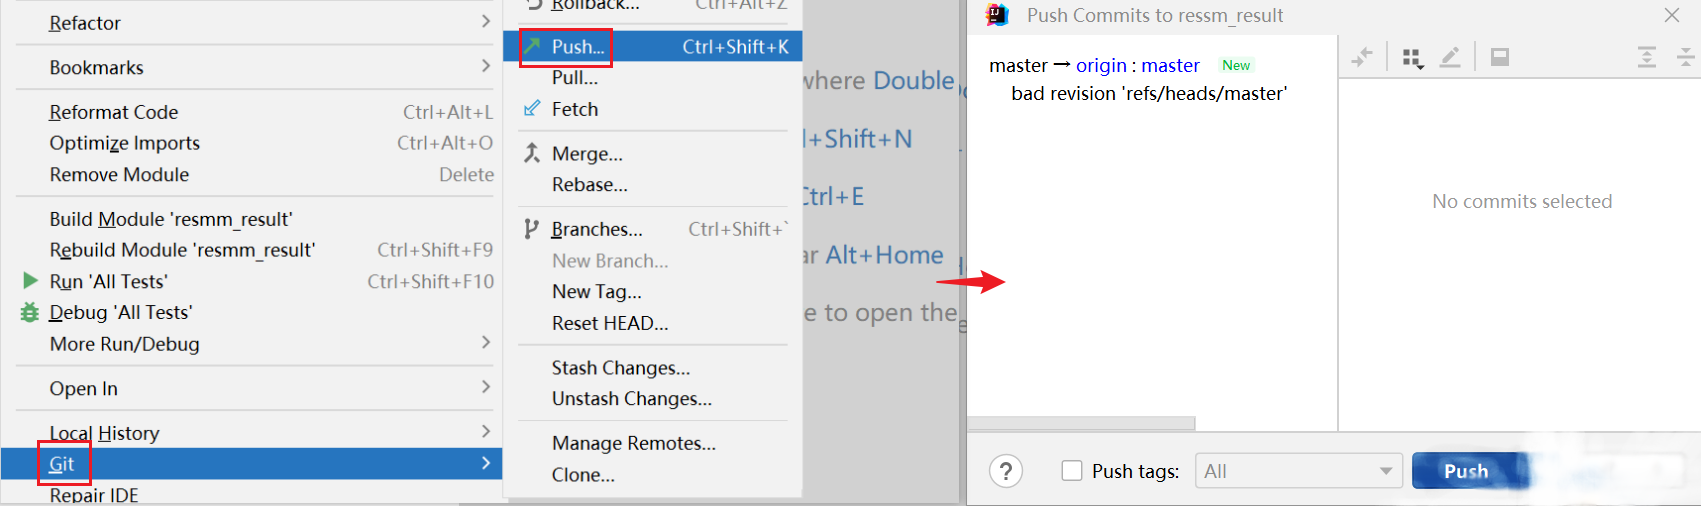 Refactor
Bookmarks
Reformat Code Ctrl+Alt+L
Optimize Imports Ctrl+Alt+O
Remove Module Delete
Build Module 'resmm_result'
Rebuild Module 'resmm_result' Ctrl+Shift+F9
Run 'All Tests' Ctrl+Shift+F10
Debug 'All Tests'
More Run/Debug
Open In
Local History
Git
Repair IDE
Rollback... Ctrl+Alt+Z
Push... Ctrl+Shift+K
Pull...
Fetch
Merge...
Rebase...
Branches... Ctrl+Shift+`
New Branch...
New Tag...
Reset HEAD...
Stash Changes...
Unstash Changes...
Manage Remotes...
Clone...
where Double
l+Shift+N
Ctrl+E
ar Alt+Home
e to open the
Push Commits to ressm_result
master → origin : master New
bad revision 'refs/heads/master'
No commits selected
? Push tags: All Push